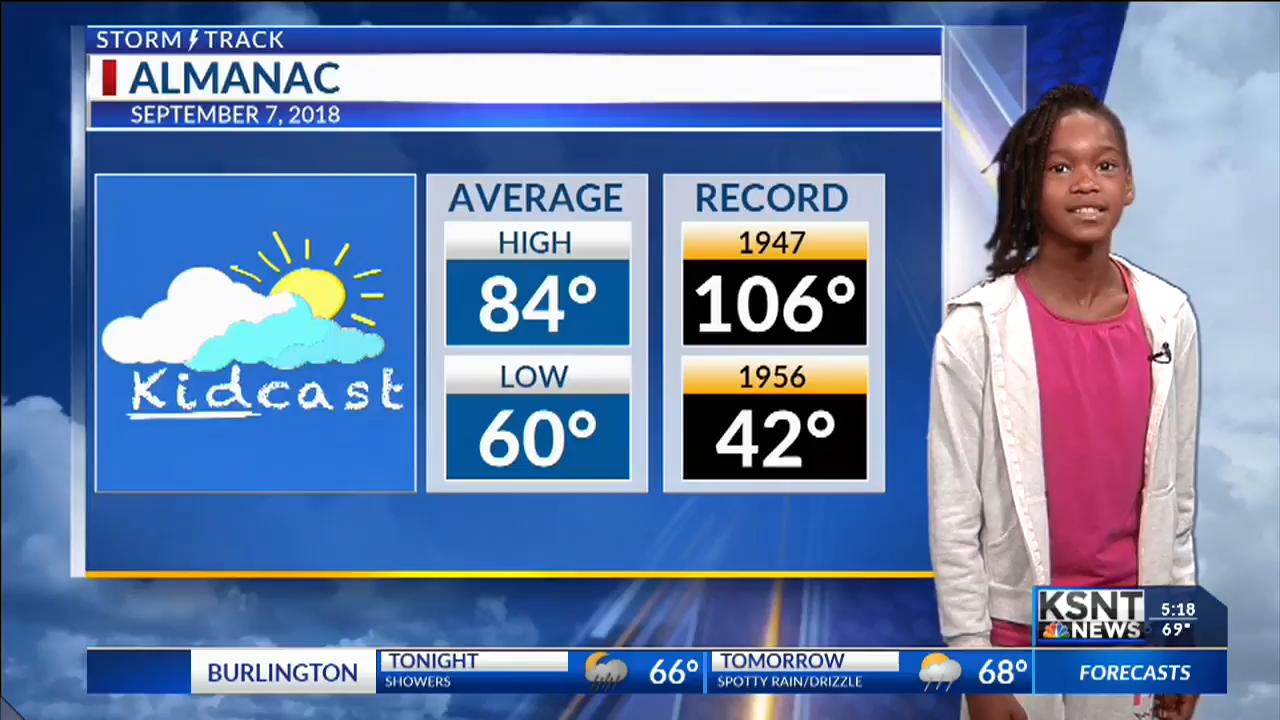 STORM TRACK
ALMANAC
SEPTEMBER 7, 2018
Kidcast
AVERAGE
HIGH
84°
LOW
60°
RECORD
1947
106°
1956
42°
KSNT
NEWS
5:18
69°
BURLINGTON
TONIGHT
SHOWERS
66°
TOMORROW
SPOTTY RAIN/DRIZZLE
68°
FORECASTS